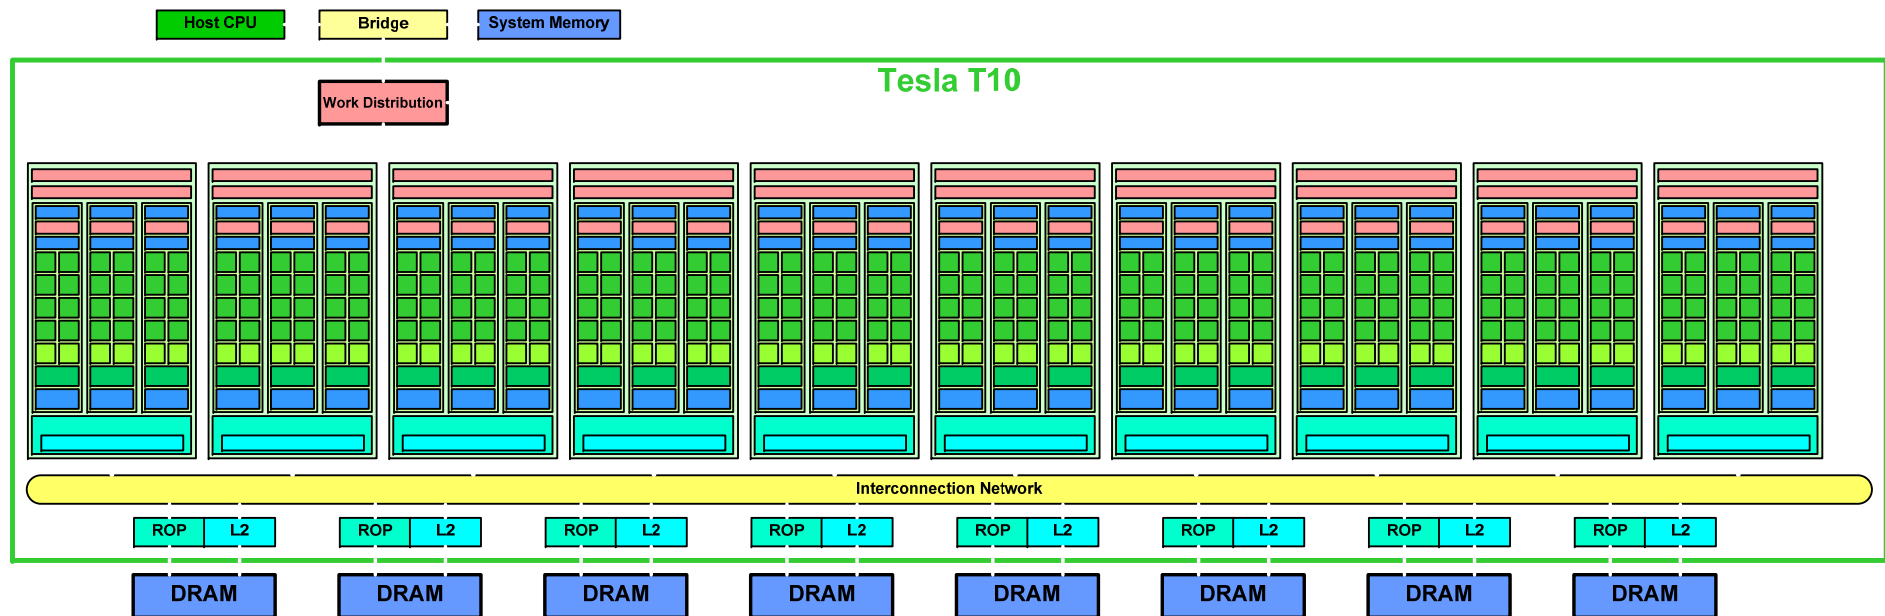 Host CPU
Bridge
System Memory
Tesla T10
Work Distribution
Interconnection Network
ROP L2
ROP L2
ROP L2
ROP L2
ROP L2
ROP L2
ROP L2
ROP L2
DRAM
DRAM
DRAM
DRAM
DRAM
DRAM
DRAM
DRAM